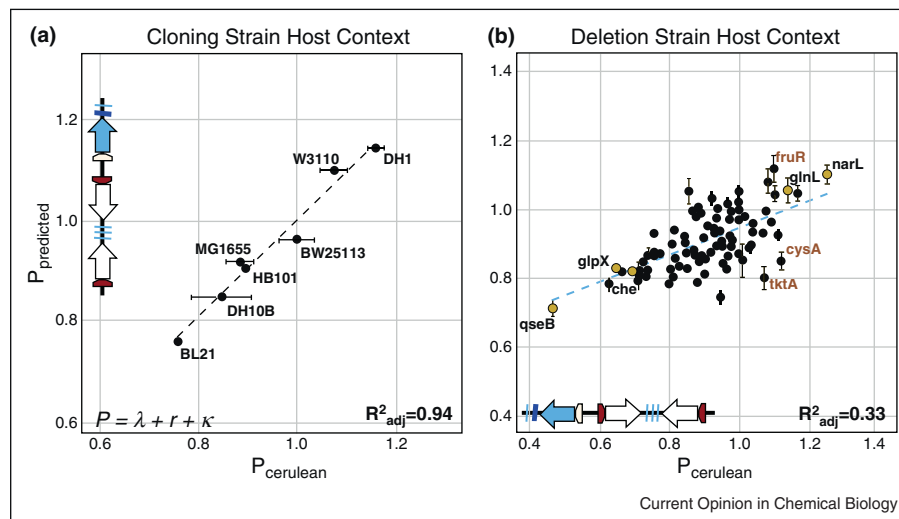 (a) Cloning Strain Host Context
P_predicted
1.2
1.0
0.8
0.6
W3110
DH1
BW25113
MG1655
HB101
DH10B
BL21
P = λ + r + κ
R²adj=0.94
0.6 0.8 1.0 1.2
P_cerulean
(b) Deletion Strain Host Context
1.4
1.2
1.0
0.8
0.6
0.4
fruR
narL
glnL
glpX
cysA
che
tktA
qseB
R²adj=0.33
0.4 0.6 0.8 1.0 1.2 1.4
P_cerulean
Current Opinion in Chemical Biology